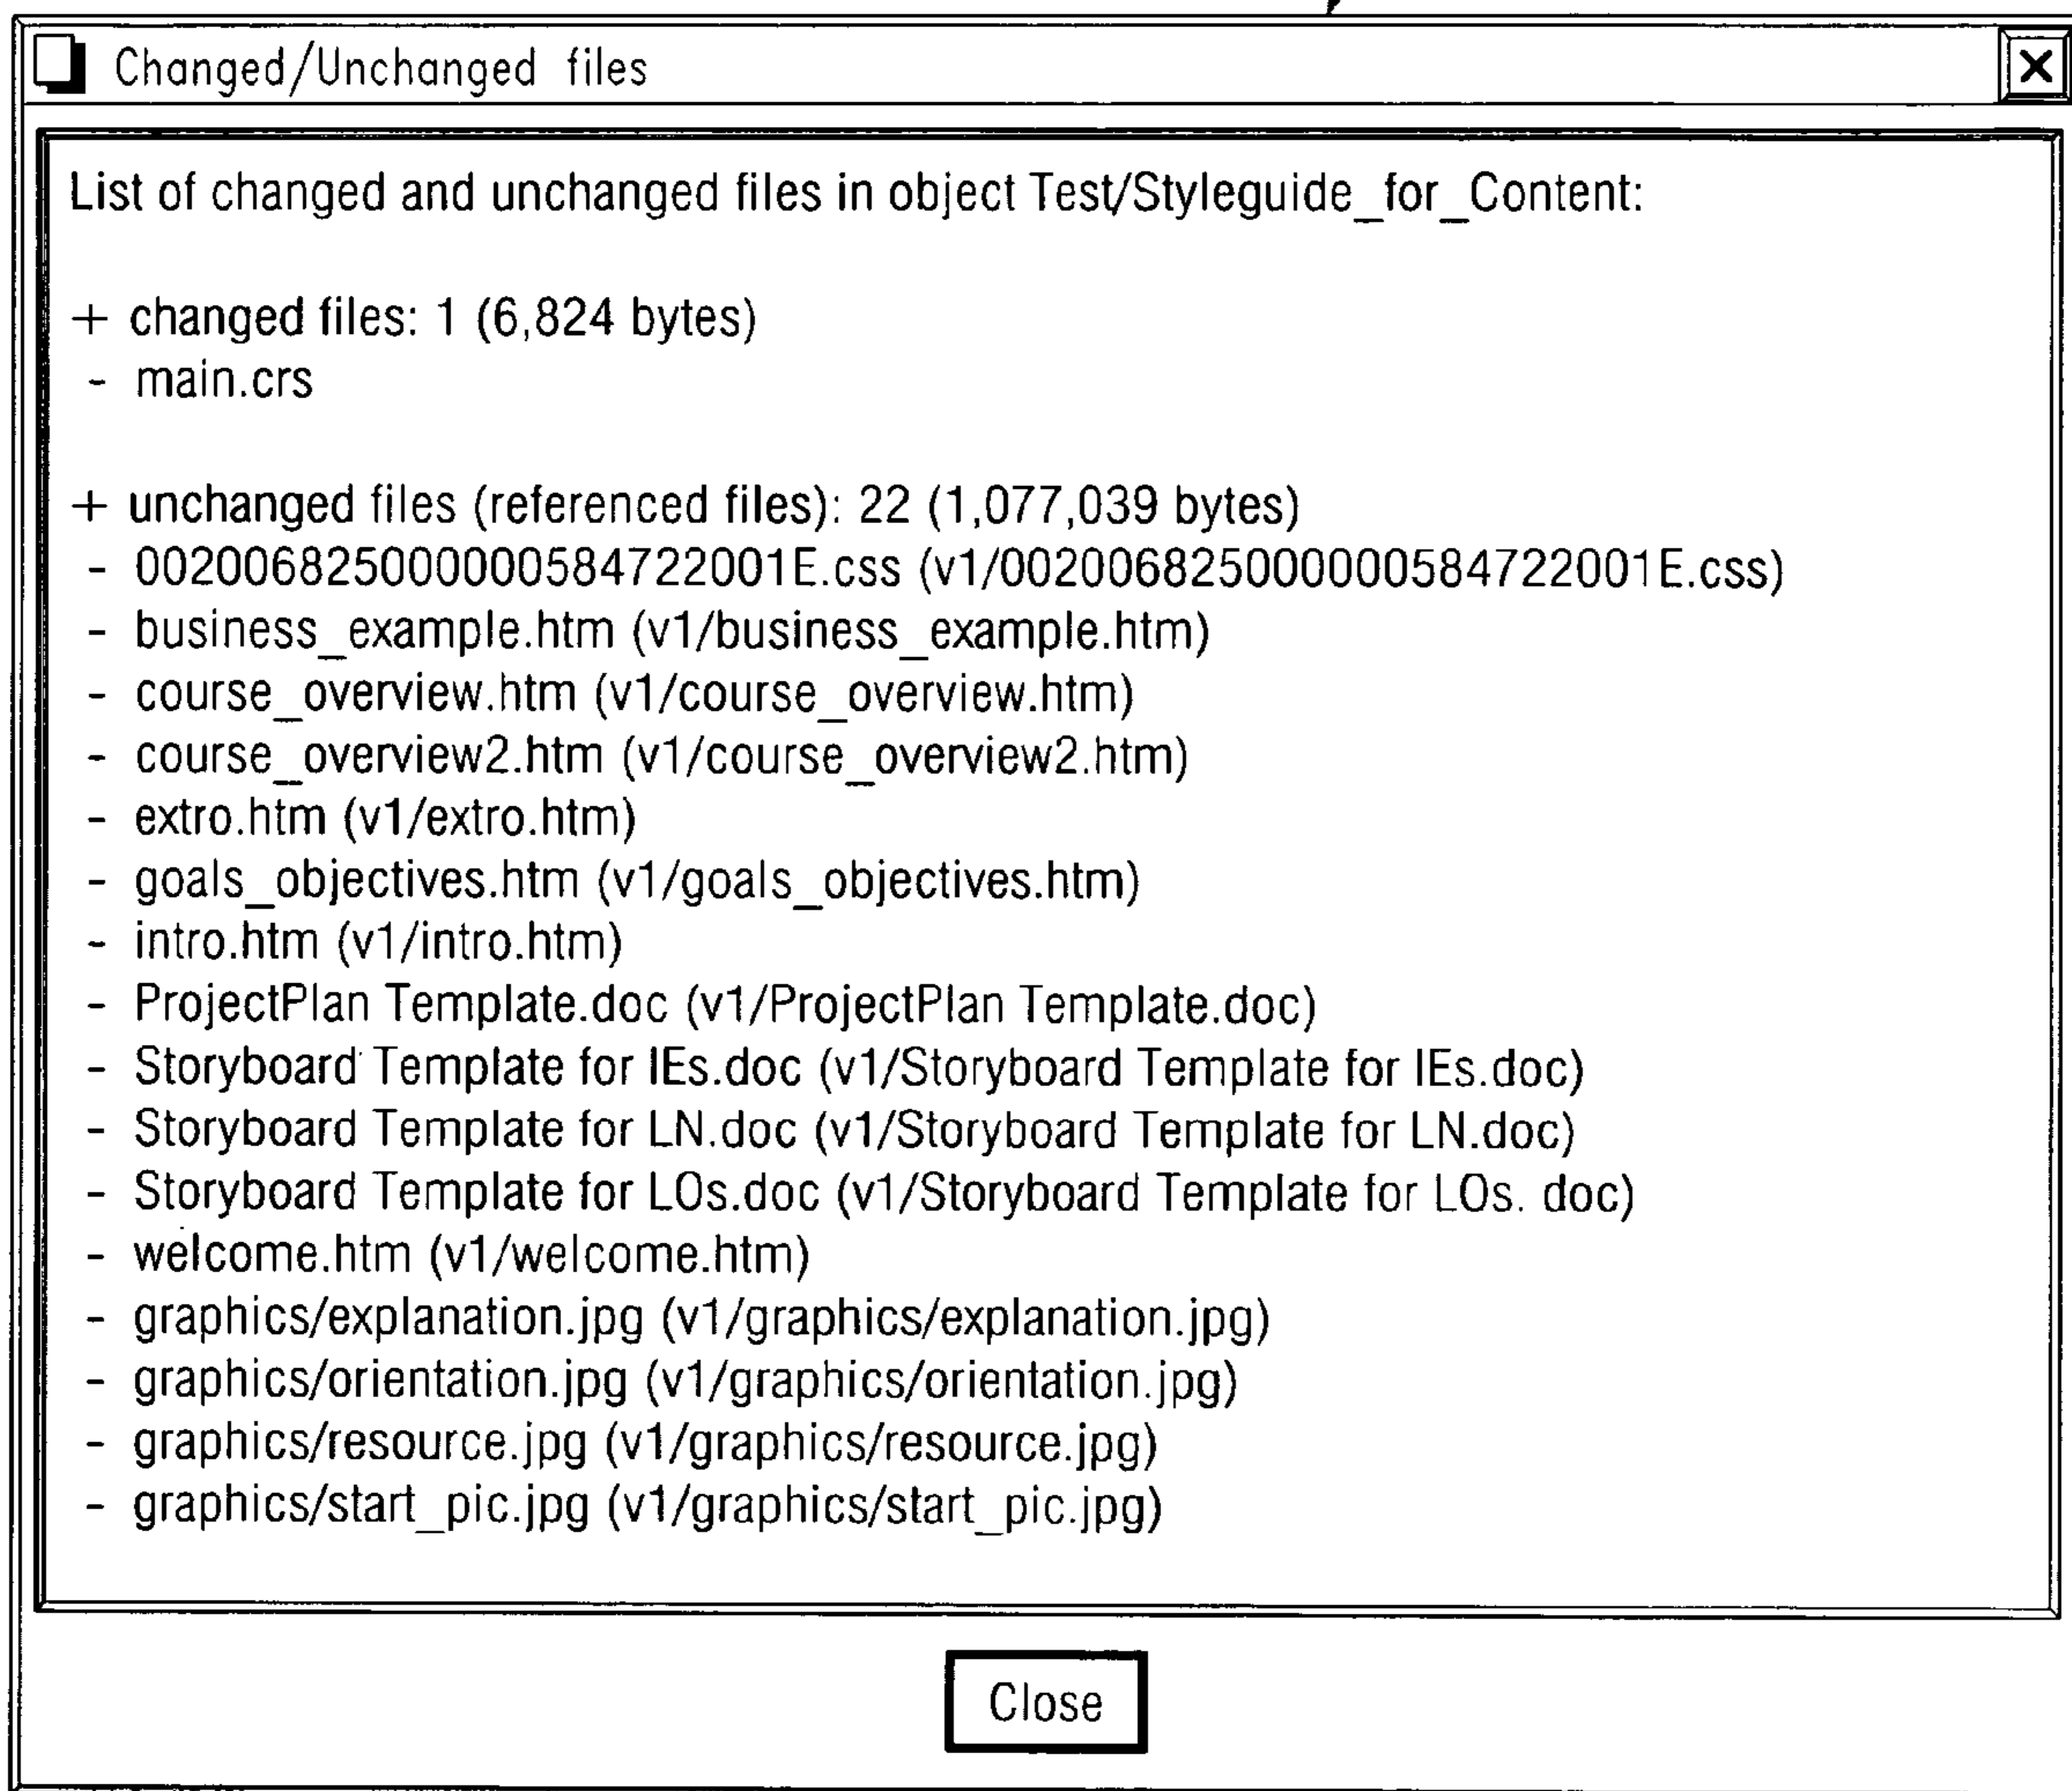 Changed/Unchanged files
List of changed and unchanged files in object Test/Styleguide_for_Content:
+ changed files: 1 (6,824 bytes)
- main.crs
+ unchanged files (referenced files): 22 (1,077,039 bytes)
- 002006825000000584722001E.css (v1/002006825000000584722001E.css)
- business_example.htm (v1/business_example.htm)
- course_overview.htm (v1/course_overview.htm)
- course_overview2.htm (v1/course_overview2.htm)
- extro.htm (v1/extro.htm)
- goals_objectives.htm (v1/goals_objectives.htm)
- intro.htm (v1/intro.htm)
- ProjectPlan Template.doc (v1/ProjectPlan Template.doc)
- Storyboard Template for IEs.doc (v1/Storyboard Template for IEs.doc)
- Storyboard Template for LN.doc (v1/Storyboard Template for LN.doc)
- Storyboard Template for LOs.doc (v1/Storyboard Template for LOs. doc)
- welcome.htm (v1/welcome.htm)
- graphics/explanation.jpg (v1/graphics/explanation.jpg)
- graphics/orientation.jpg (v1/graphics/orientation.jpg)
- graphics/resource.jpg (v1/graphics/resource.jpg)
- graphics/start_pic.jpg (v1/graphics/start_pic.jpg)
Close